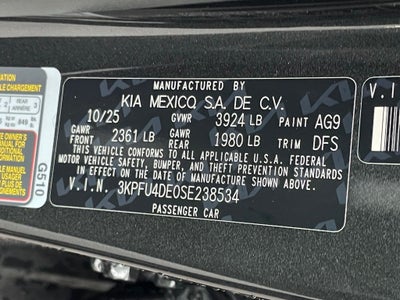 MANUFACTURED BY
KIA MEXICO S.A. DE C.V.
10/25 GVWR 3924 LB PAINT AG9
GAWR 2361 LB GAWR 1980 LB TRIM DFS
THIS VEHICLE CONFORMS TO ALL APPLICABLE U.S.A. FEDERAL
MOTOR VEHICLE SAFETY, BUMPER, AND THEFT PREVENTION STANDARDS
IN EFFECT ON THE DATE OF MANUFACTURE SHOWN ABOVE.
V.I.N. 3KPFU4DE0SE238534
PASSENGER CAR
REAR
ARRIÈRE
3
G510
V.I